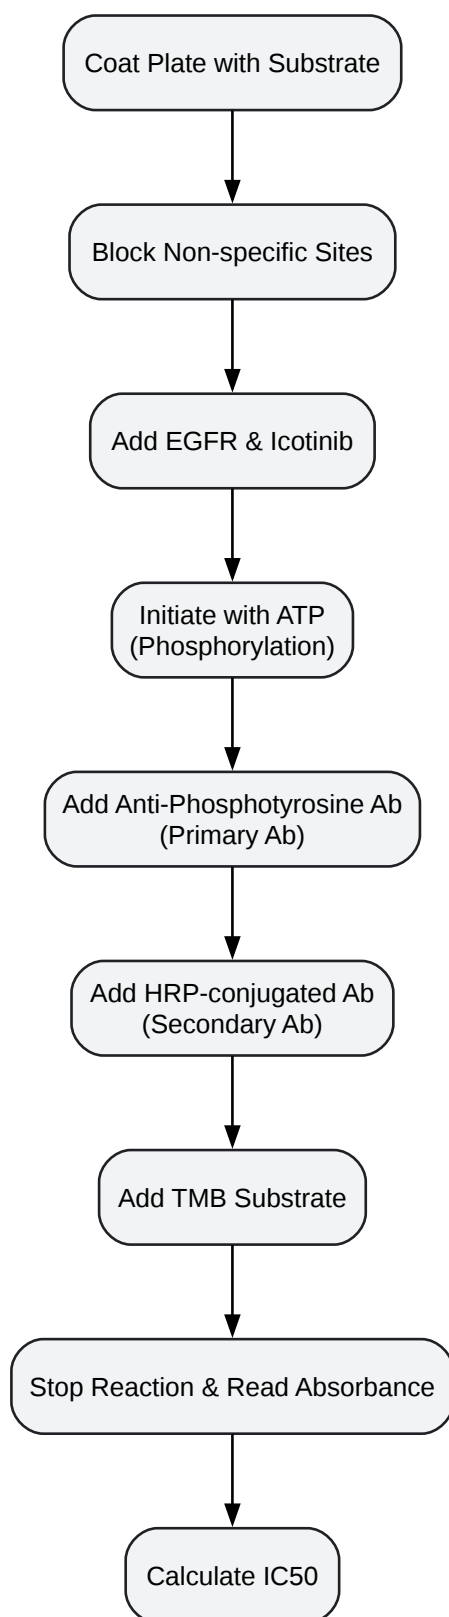 Coat Plate with Substrate
Block Non-specific Sites
Add EGFR & Icotinib
Initiate with ATP
(Phosphorylation)
Add Anti-Phosphotyrosine Ab
(Primary Ab)
Add HRP-conjugated Ab
(Secondary Ab)
Add TMB Substrate
Stop Reaction & Read Absorbance
Calculate IC50